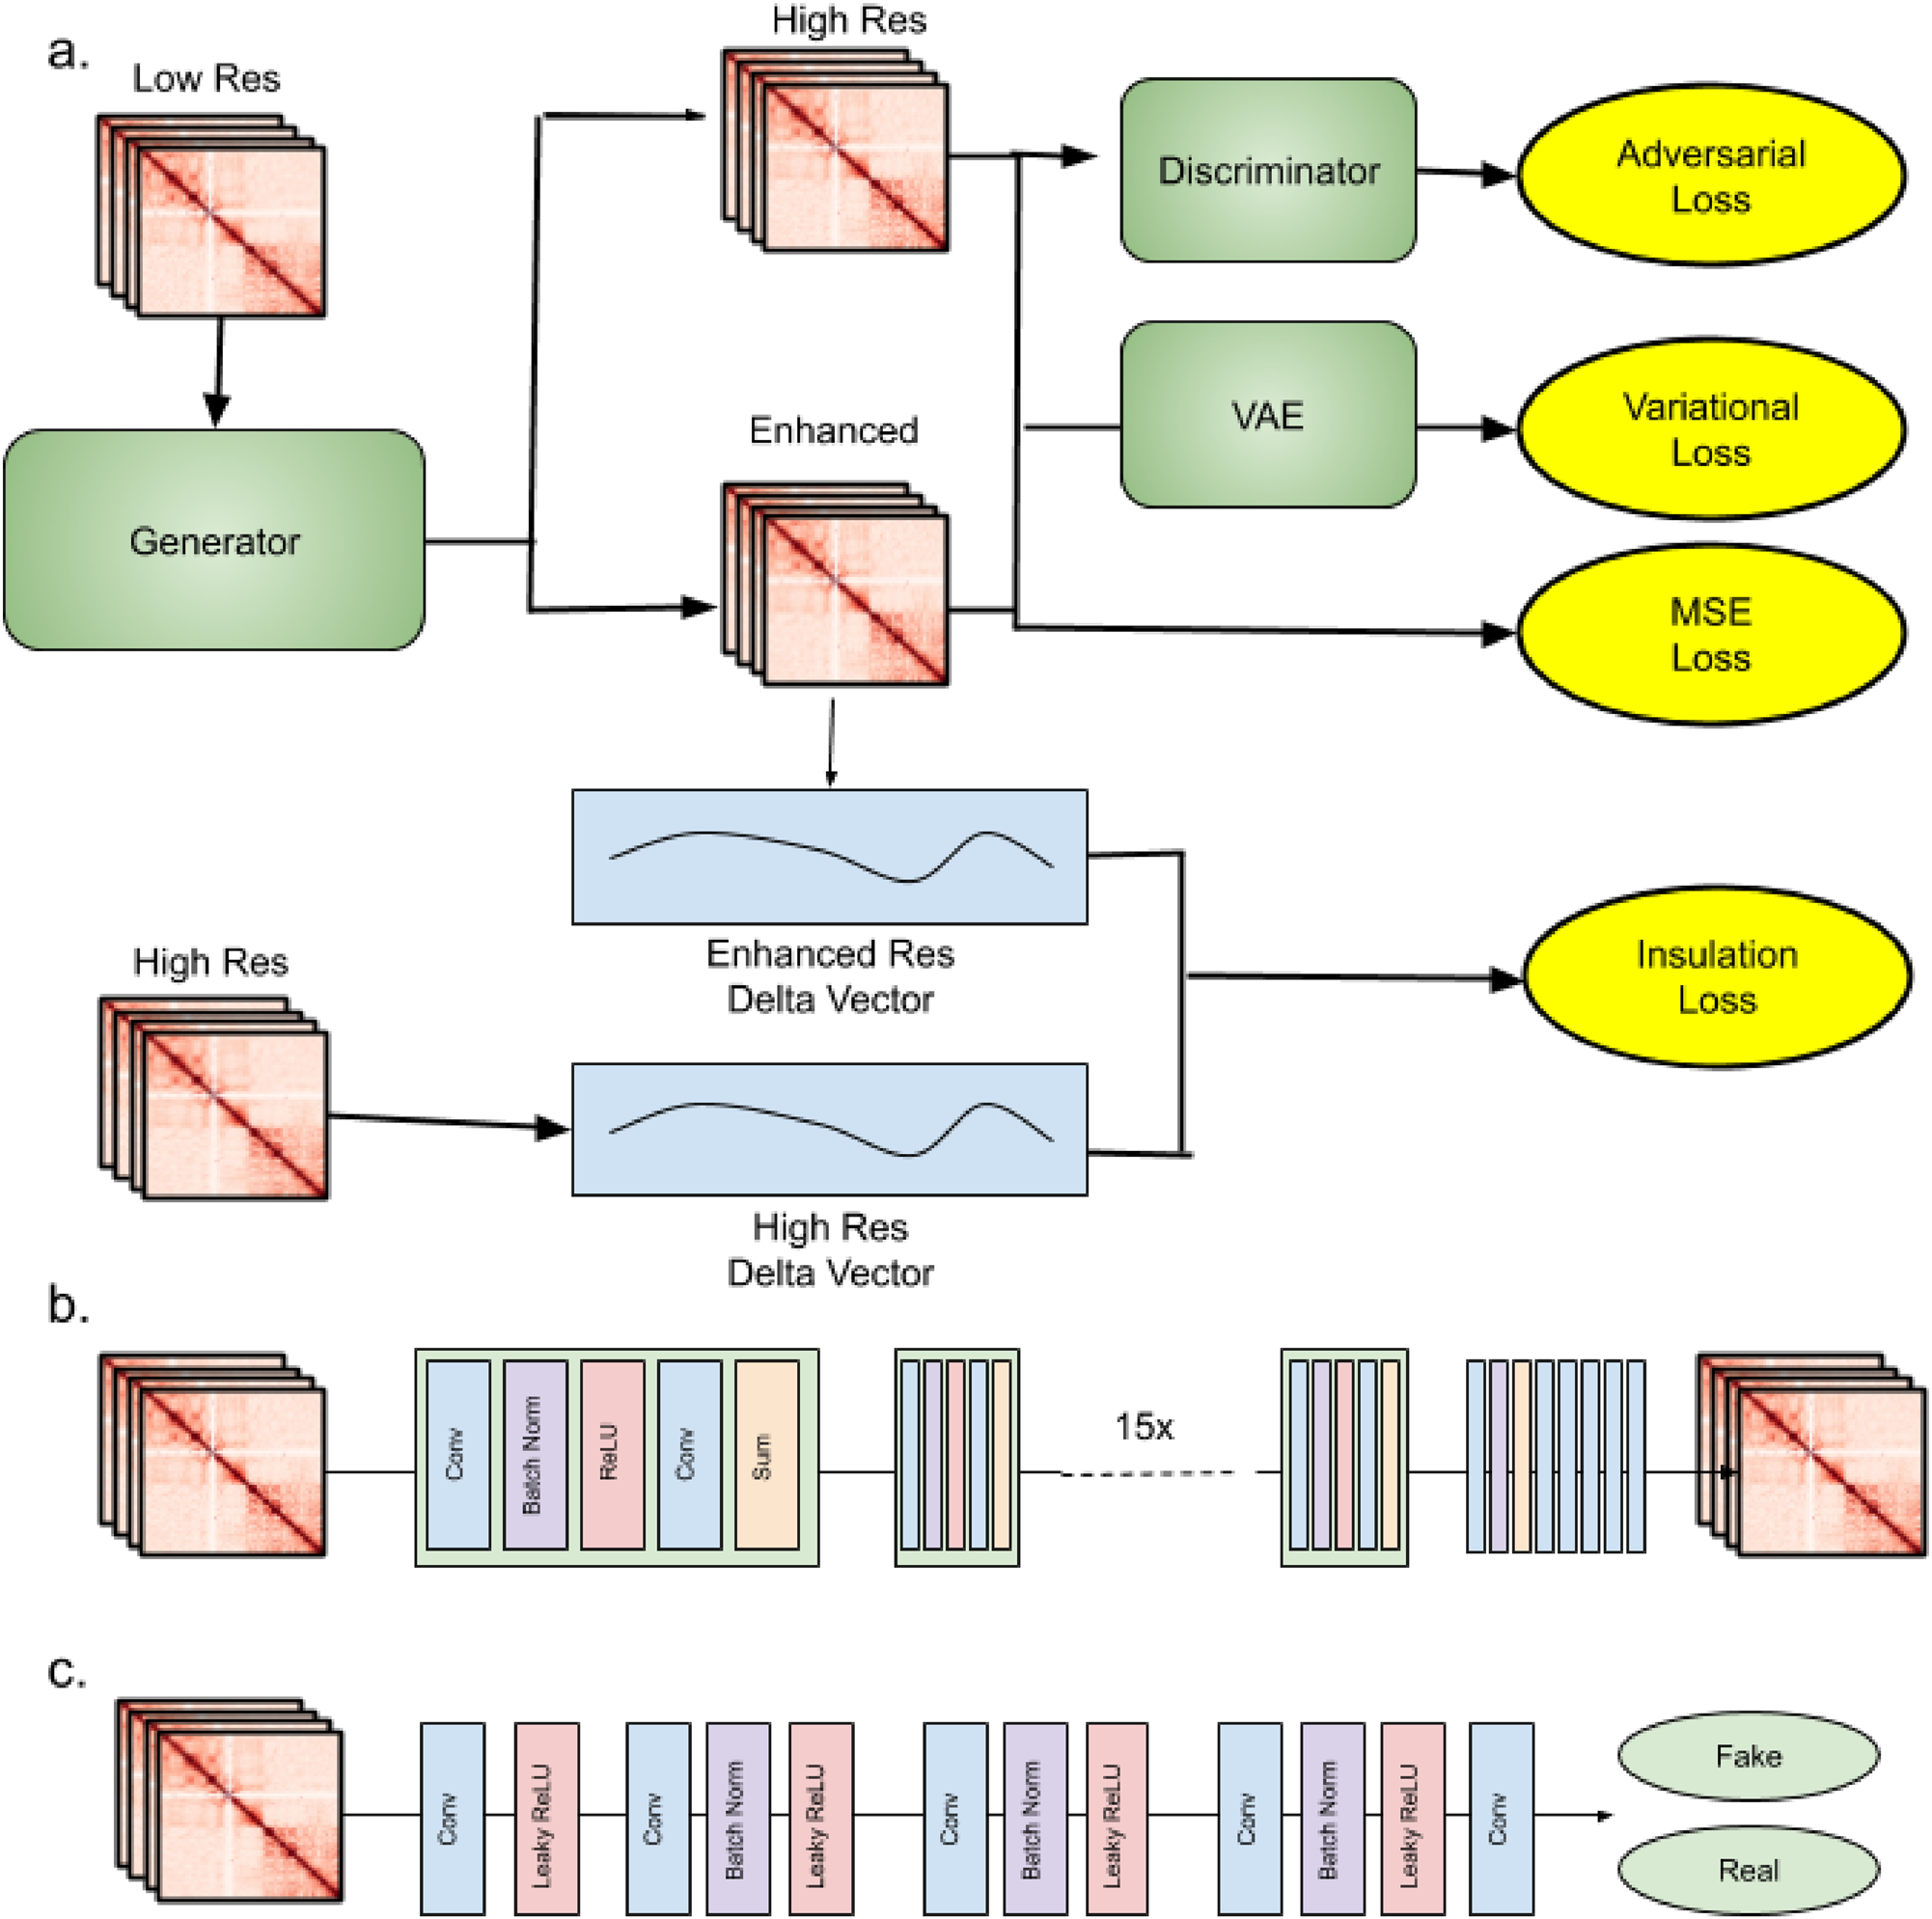 a.
Low Res
High Res
Discriminator
Adversarial
Loss
Generator
Enhanced
VAE
Variational
Loss
MSE
Loss
Enhanced Res
Delta Vector
High Res
High Res
Delta Vector
Insulation
Loss
b.
Conv
Batch Norm
ReLU
Conv
Sum
15x
c.
Conv
Leaky ReLU
Conv
Batch Norm
Leaky ReLU
Conv
Batch Norm
Leaky ReLU
Conv
Batch Norm
Leaky ReLU
Conv
Fake
Real